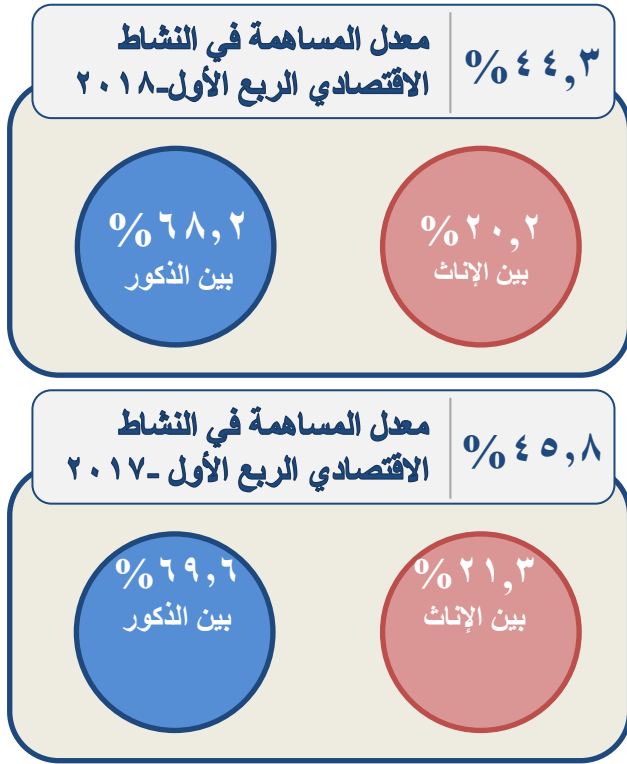 معدل المساهمة في النشاط
الاقتصادي الربع الأول-٢٠١٨
%٤٤,٣
%٦٨,٢
بين الذكور
%٢٠,٢
بين الإناث
معدل المساهمة في النشاط
الاقتصادي الربع الأول -٢٠١٧
%٤٥,٨
%٦٩,٦
بين الذكور
%٢١,٣
بين الإناث